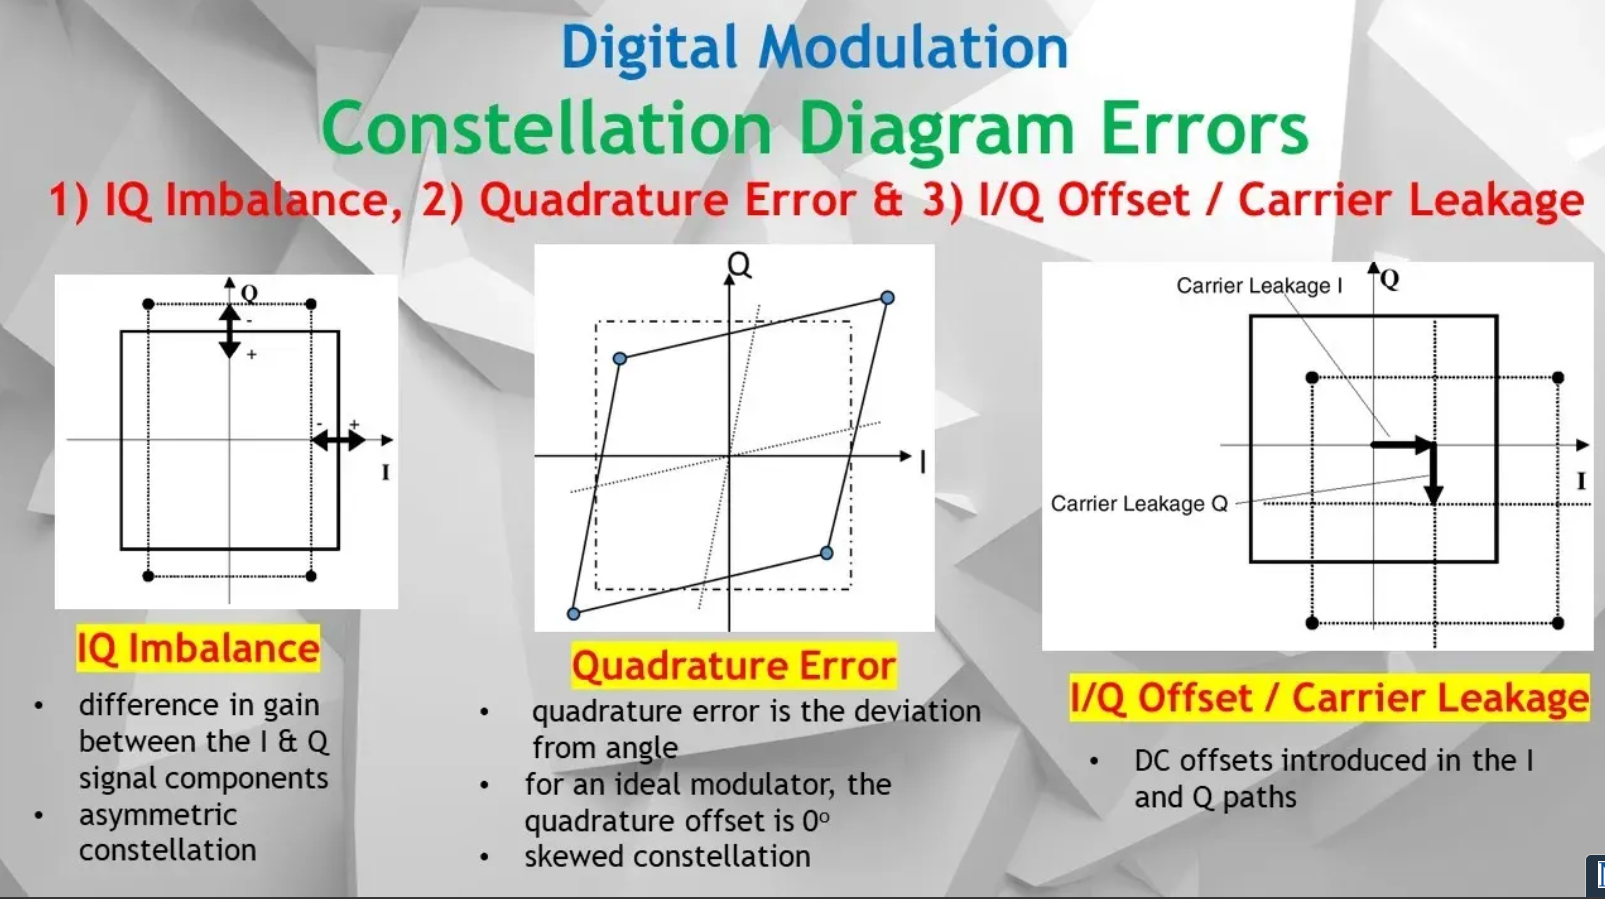 Digital Modulation
Constellation Diagram Errors
1) IQ Imbalance, 2) Quadrature Error & 3) I/Q Offset / Carrier Leakage
Q
-
+
- +
I
IQ Imbalance
• difference in gain
between the I & Q
signal components
• asymmetric
constellation
Q
I
Quadrature Error
• quadrature error is the deviation
from angle
• for an ideal modulator, the
quadrature offset is 0º
• skewed constellation
Carrier Leakage I
Q
I
Carrier Leakage Q
I/Q Offset / Carrier Leakage
• DC offsets introduced in the I
and Q paths